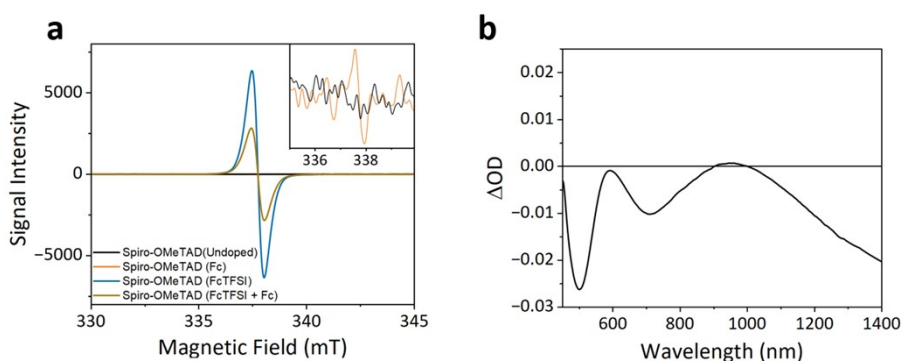 a
Signal Intensity
5000
0
−5000
336
338
Spiro-OMeTAD(Undoped)
Spiro-OMeTAD (Fc)
Spiro-OMeTAD (FcTFSI)
Spiro-OMeTAD (FcTFSI + Fc)
330
335
340
345
Magnetic Field (mT)
b
ΔOD
0.02
0.01
0.00
−0.01
−0.02
−0.03
600
800
1000
1200
1400
Wavelength (nm)